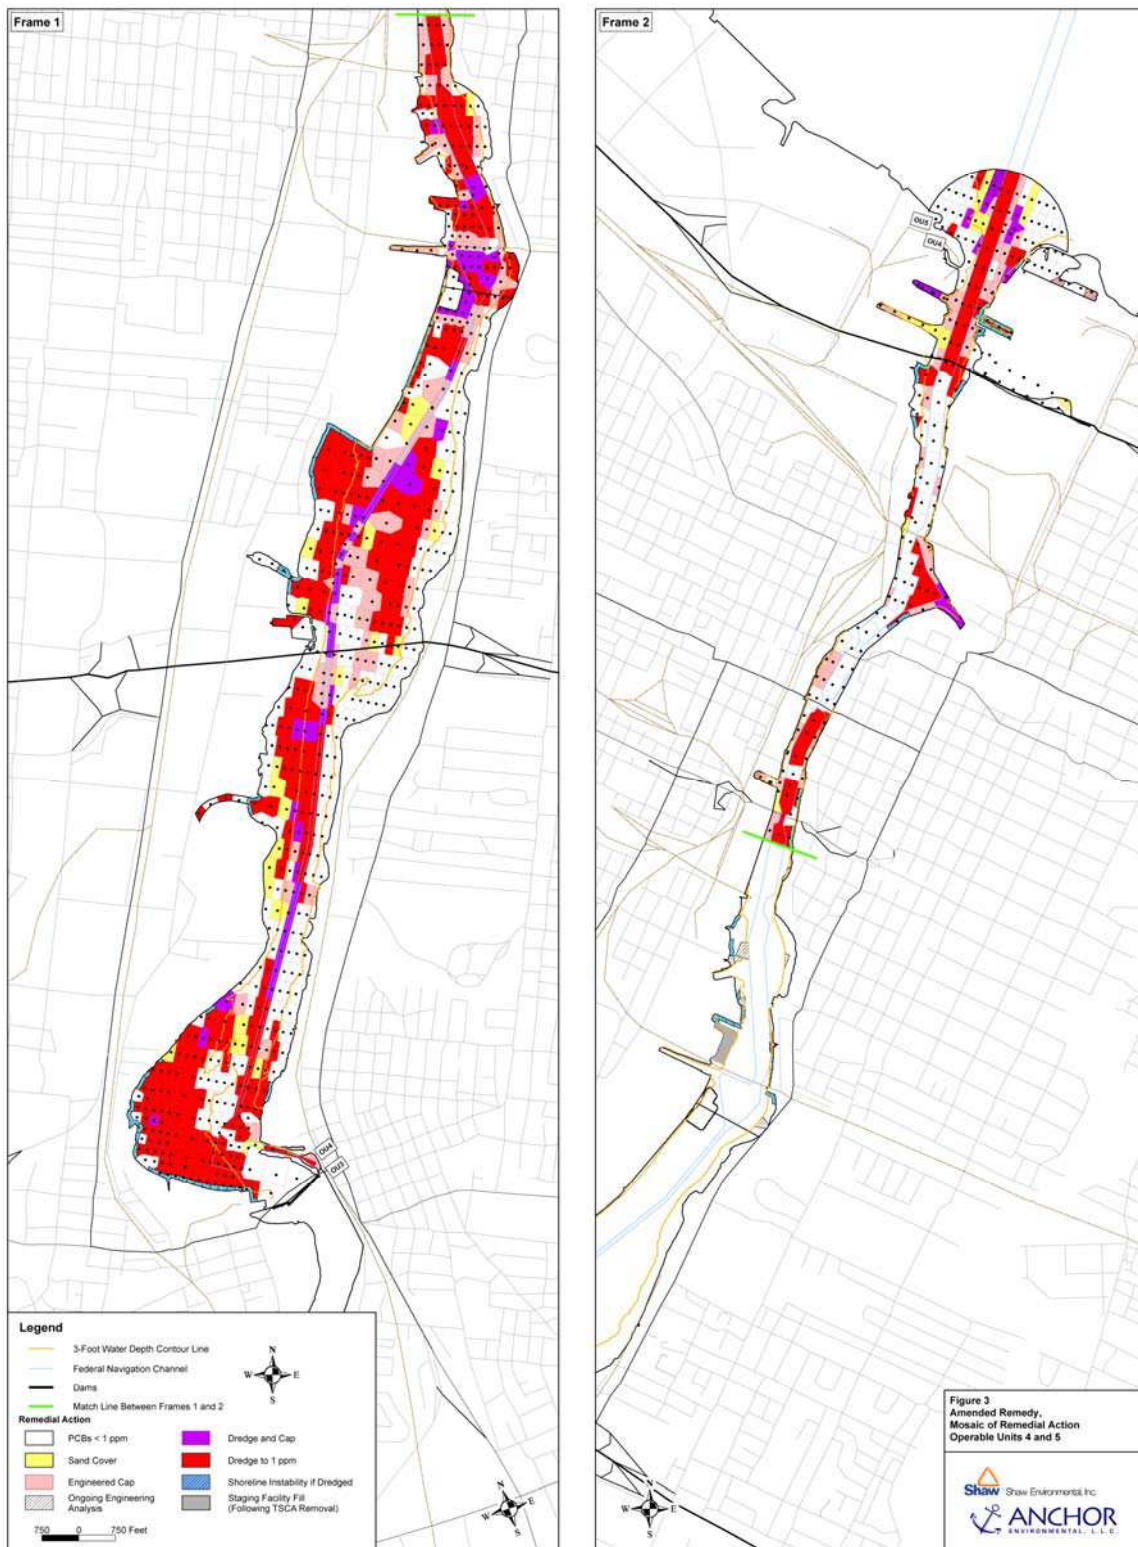 Frame 1
Frame 2
OU5
OU4
OU4
OU3
Legend
3-Foot Water Depth Contour Line
Federal Navigation Channel
Dams
Match Line Between Frames 1 and 2
Remedial Action
PCBs < 1 ppm
Sand Cover
Engineered Cap
Ongoing Engineering
Analysis
Dredge and Cap
Dredge to 1 ppm
Shoreline Instability if Dredged
Staging Facility Fill
(Following TSCA Removal)
750 0 750 Feet
N
W E
S
N
W E
S
N
W E
S
Figure 3
Amended Remedy,
Mosaic of Remedial Action
Operable Units 4 and 5
Shaw Shaw Environmental, Inc.
ANCHOR
ENVIRONMENTAL, L.L.C.